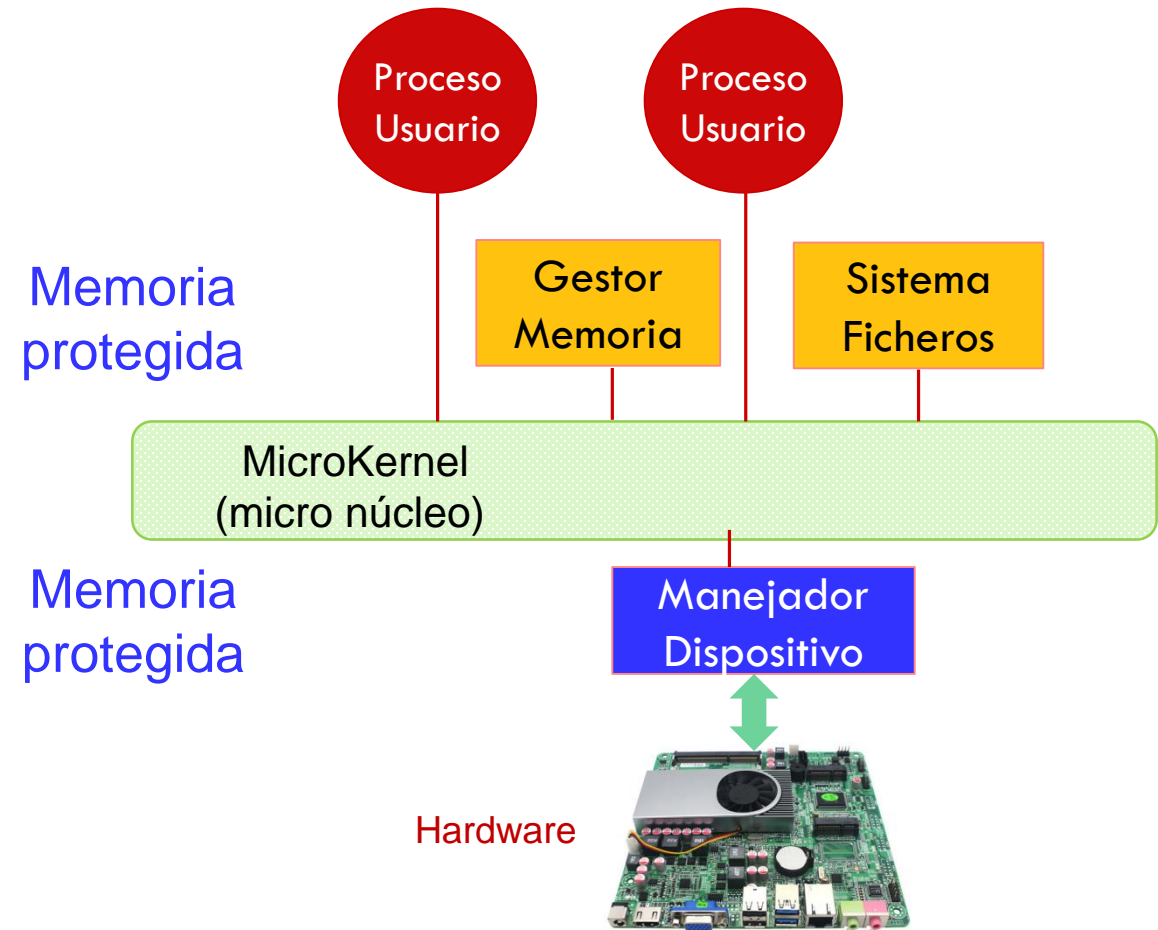 Proceso
Usuario
Proceso
Usuario
Memoria
protegida
Gestor
Memoria
Sistema
Ficheros
MicroKernel
(micro núcleo)
Memoria
protegida
Manejador
Dispositivo
Hardware